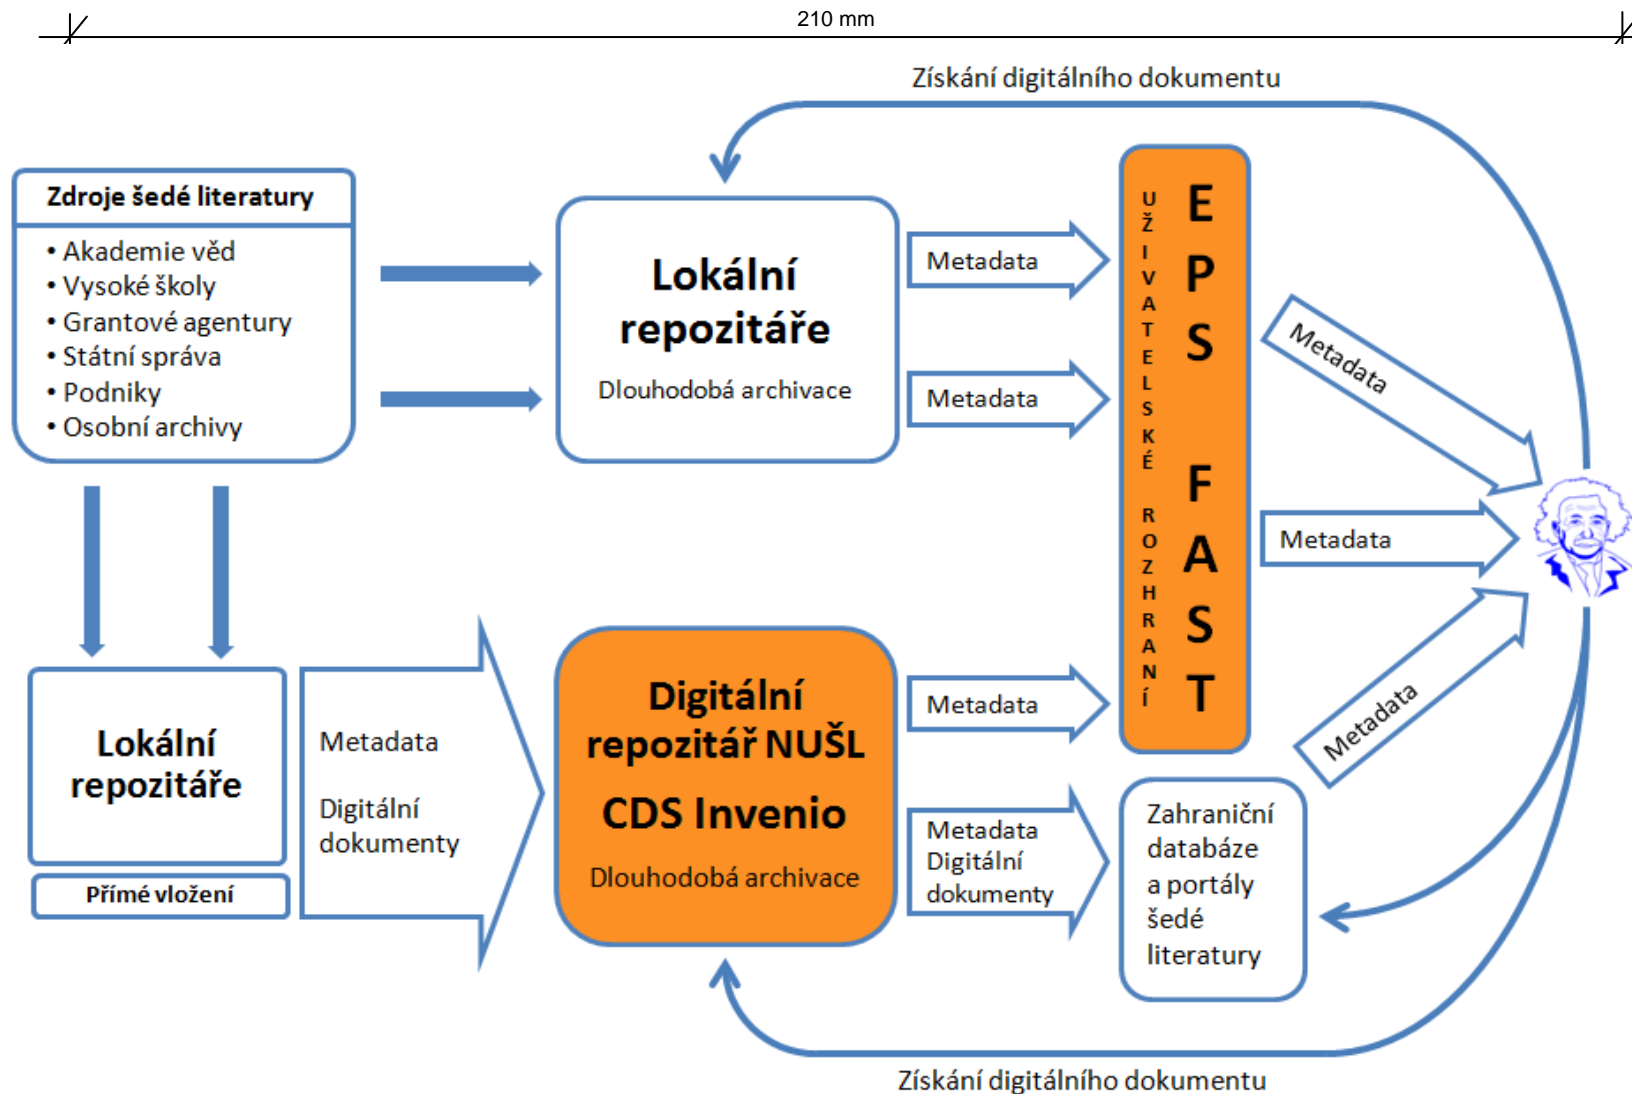 210 mm
Získání digitálního dokumentu
Zdroje šedé literatury
• Akademie věd
• Vysoké školy
• Grantové agentury
• Státní správa
• Podniky
• Osobní archivy
Lokální
repozitáře
Dlouhodobá archivace
Metadata
Metadata
UŽIVATELSKÉ ROZHRANÍ
EPS FAST
Metadata
Metadata
Metadata
Lokální
repozitáře
Přímé vložení
Metadata
Digitální
dokumenty
Digitální
repozitář NUŠL
CDS Invenio
Dlouhodobá archivace
Metadata
Metadata
Digitální
dokumenty
Zahraniční
databáze
a portály
šedé
literatury
Získání digitálního dokumentu